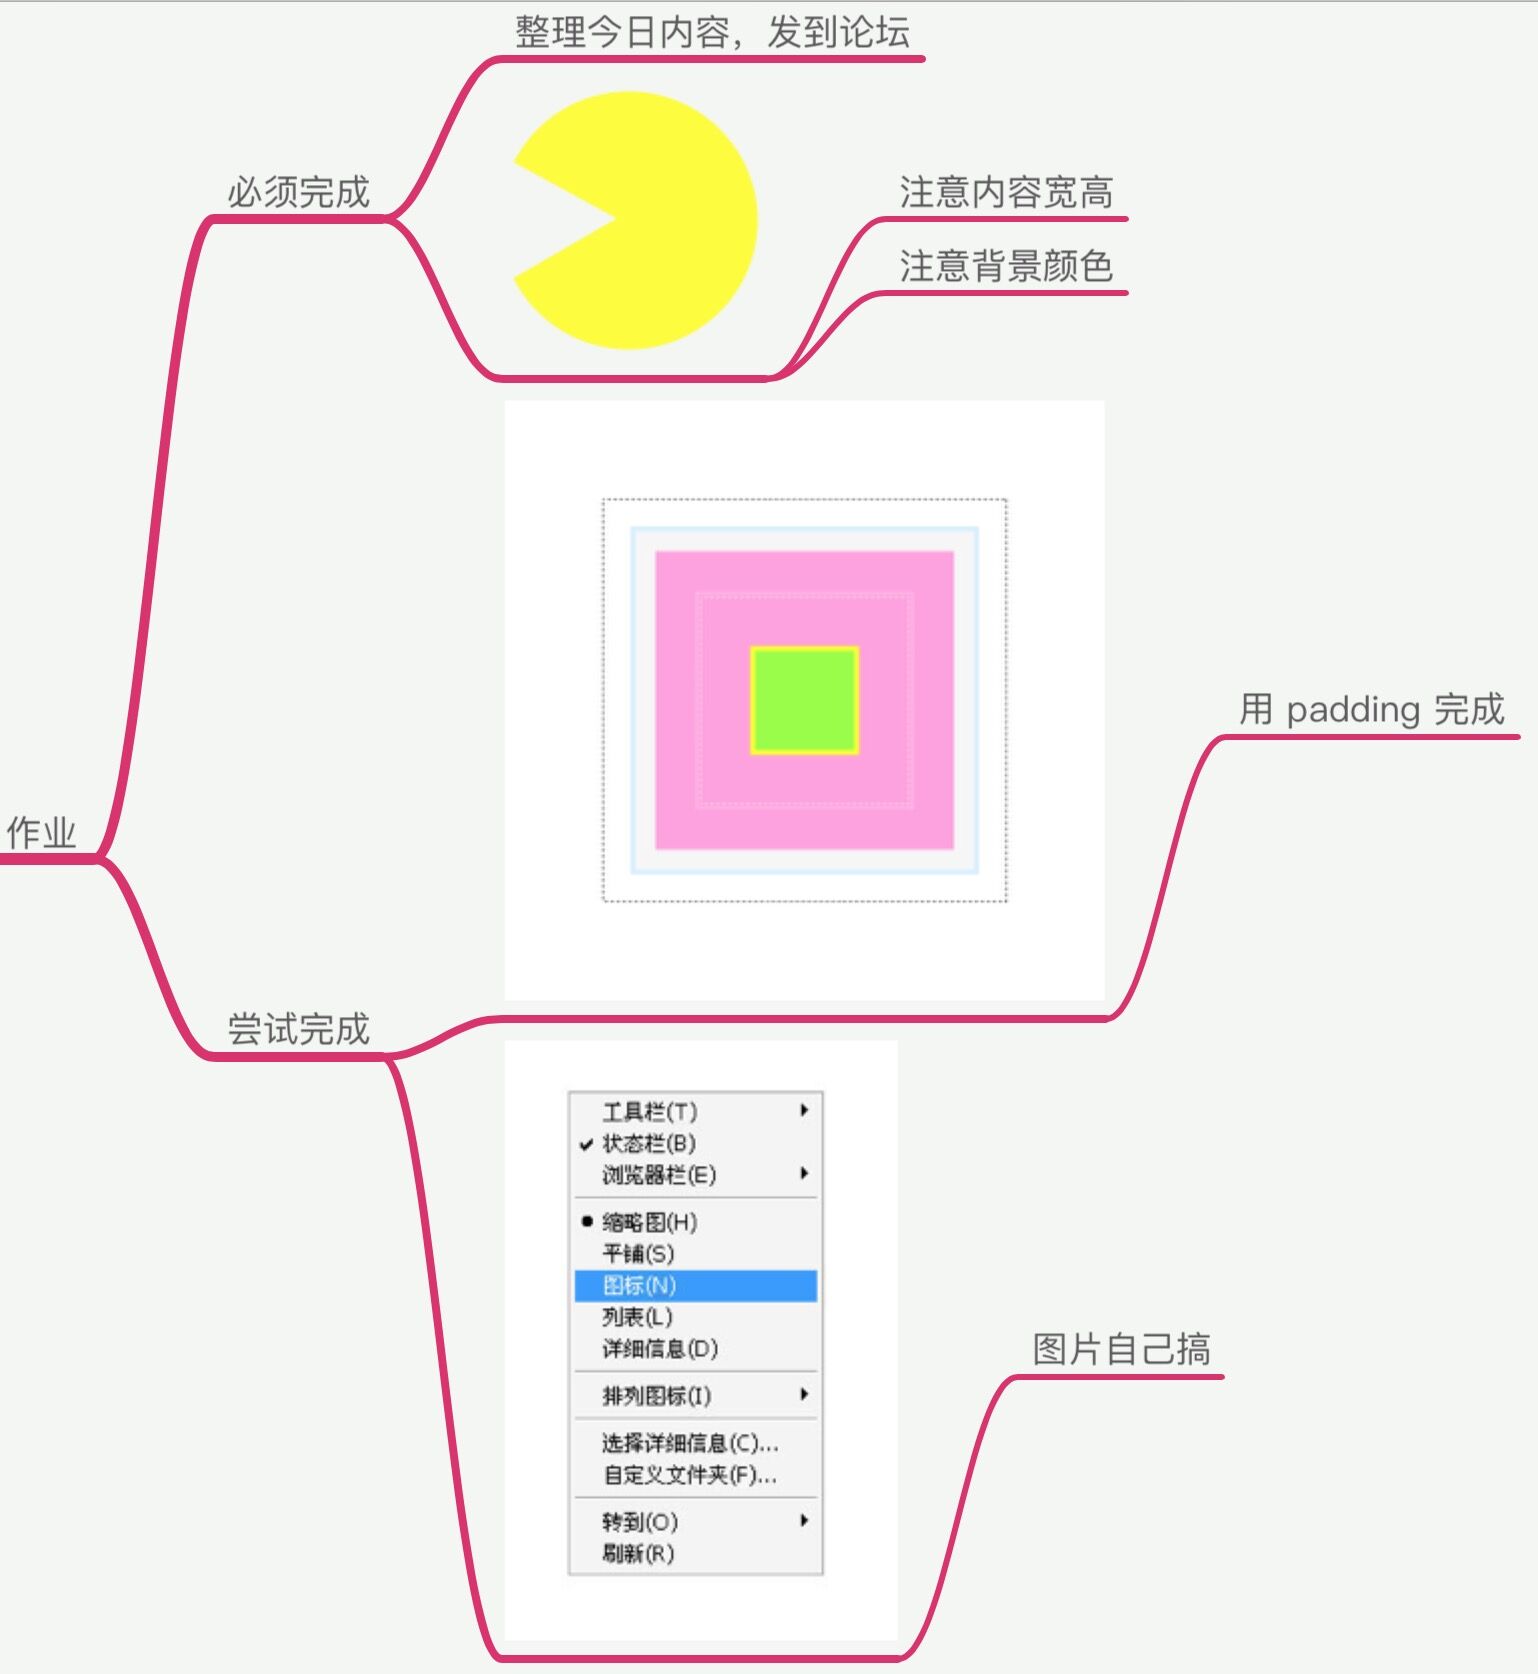 整理今日内容，发到论坛
必须完成
注意内容宽高
注意背景颜色
用 padding 完成
作业
尝试完成
工具栏(T)
状态栏(B)
浏览器栏(E)
缩略图(H)
平铺(S)
图标(N)
列表(L)
详细信息(D)
图片自己搞
排列图标(I)
选择详细信息(C)...
自定义文件夹(F)...
转到(O)
刷新(R)